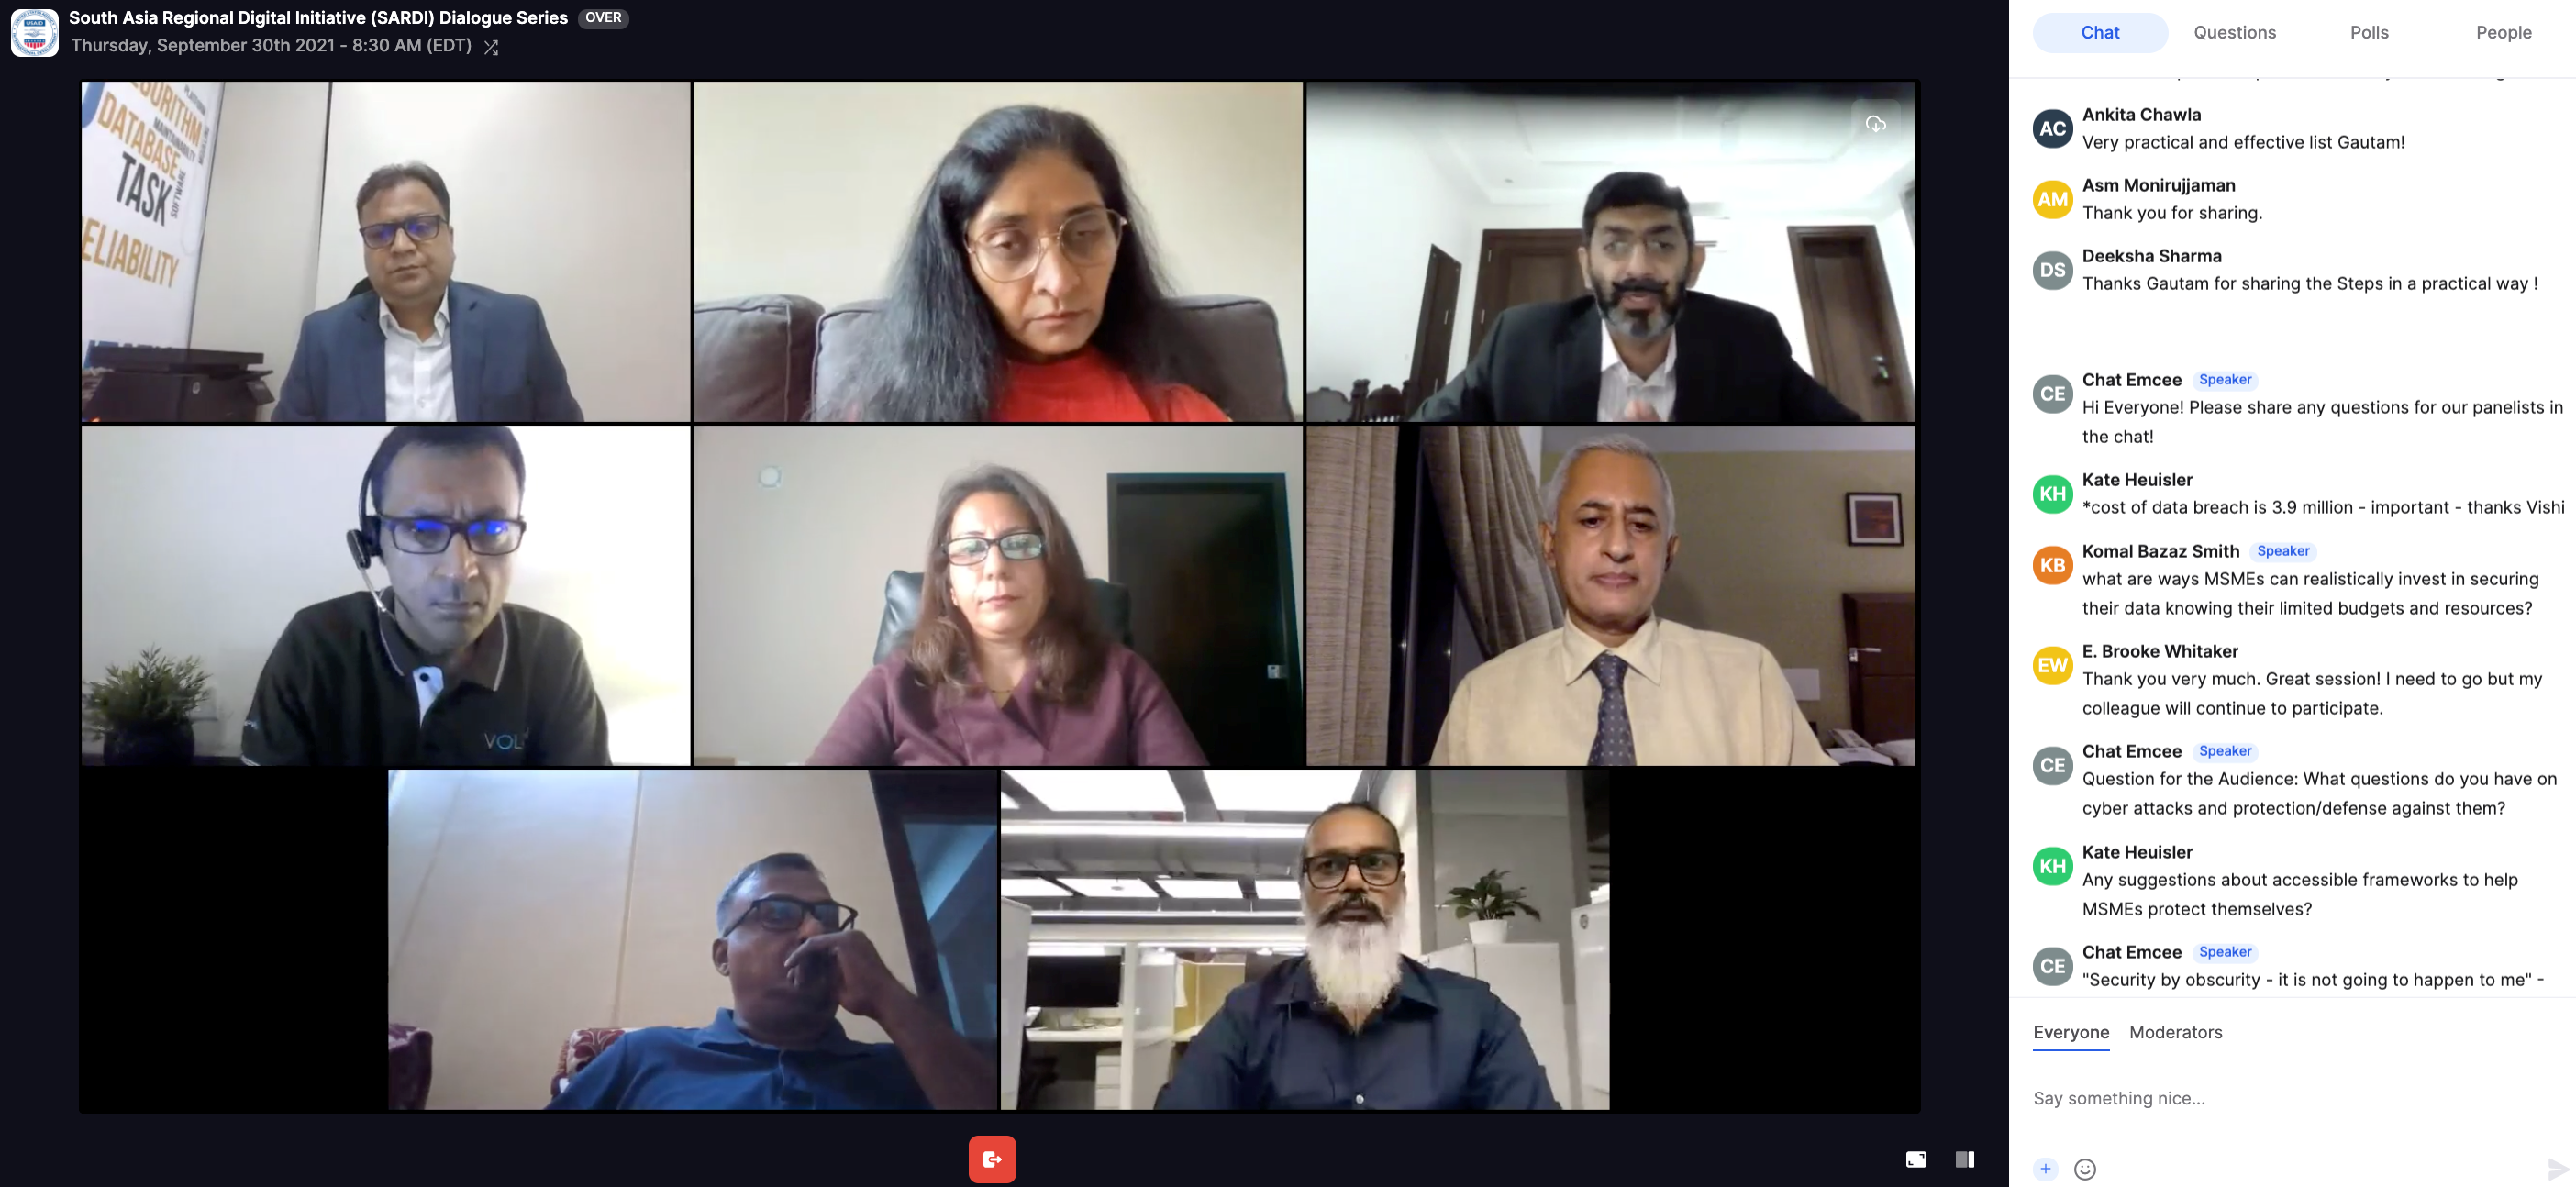 South Asia Regional Digital Initiative (SARDI) Dialogue Series OVER
Thursday, September 30th 2021 - 8:30 AM (EDT)
USAID
DATABASE
MAINTAINABILITY
TASK
SOFTWARE
VOL
Chat Questions Polls People
AC Ankita Chawla
Very practical and effective list Gautam!
AM Asm Monirujjaman
Thank you for sharing.
DS Deeksha Sharma
Thanks Gautam for sharing the Steps in a practical way !
CE Chat Emcee Speaker
Hi Everyone! Please share any questions for our panelists in
the chat!
KH Kate Heuisler
*cost of data breach is 3.9 million - important - thanks Vishi
KB Komal Bazaz Smith Speaker
what are ways MSMEs can realistically invest in securing
their data knowing their limited budgets and resources?
EW E. Brooke Whitaker
Thank you very much. Great session! I need to go but my
colleague will continue to participate.
CE Chat Emcee Speaker
Question for the Audience: What questions do you have on
cyber attacks and protection/defense against them?
KH Kate Heuisler
Any suggestions about accessible frameworks to help
MSMEs protect themselves?
CE Chat Emcee Speaker
"Security by obscurity - it is not going to happen to me" -
Everyone Moderators
Say something nice...